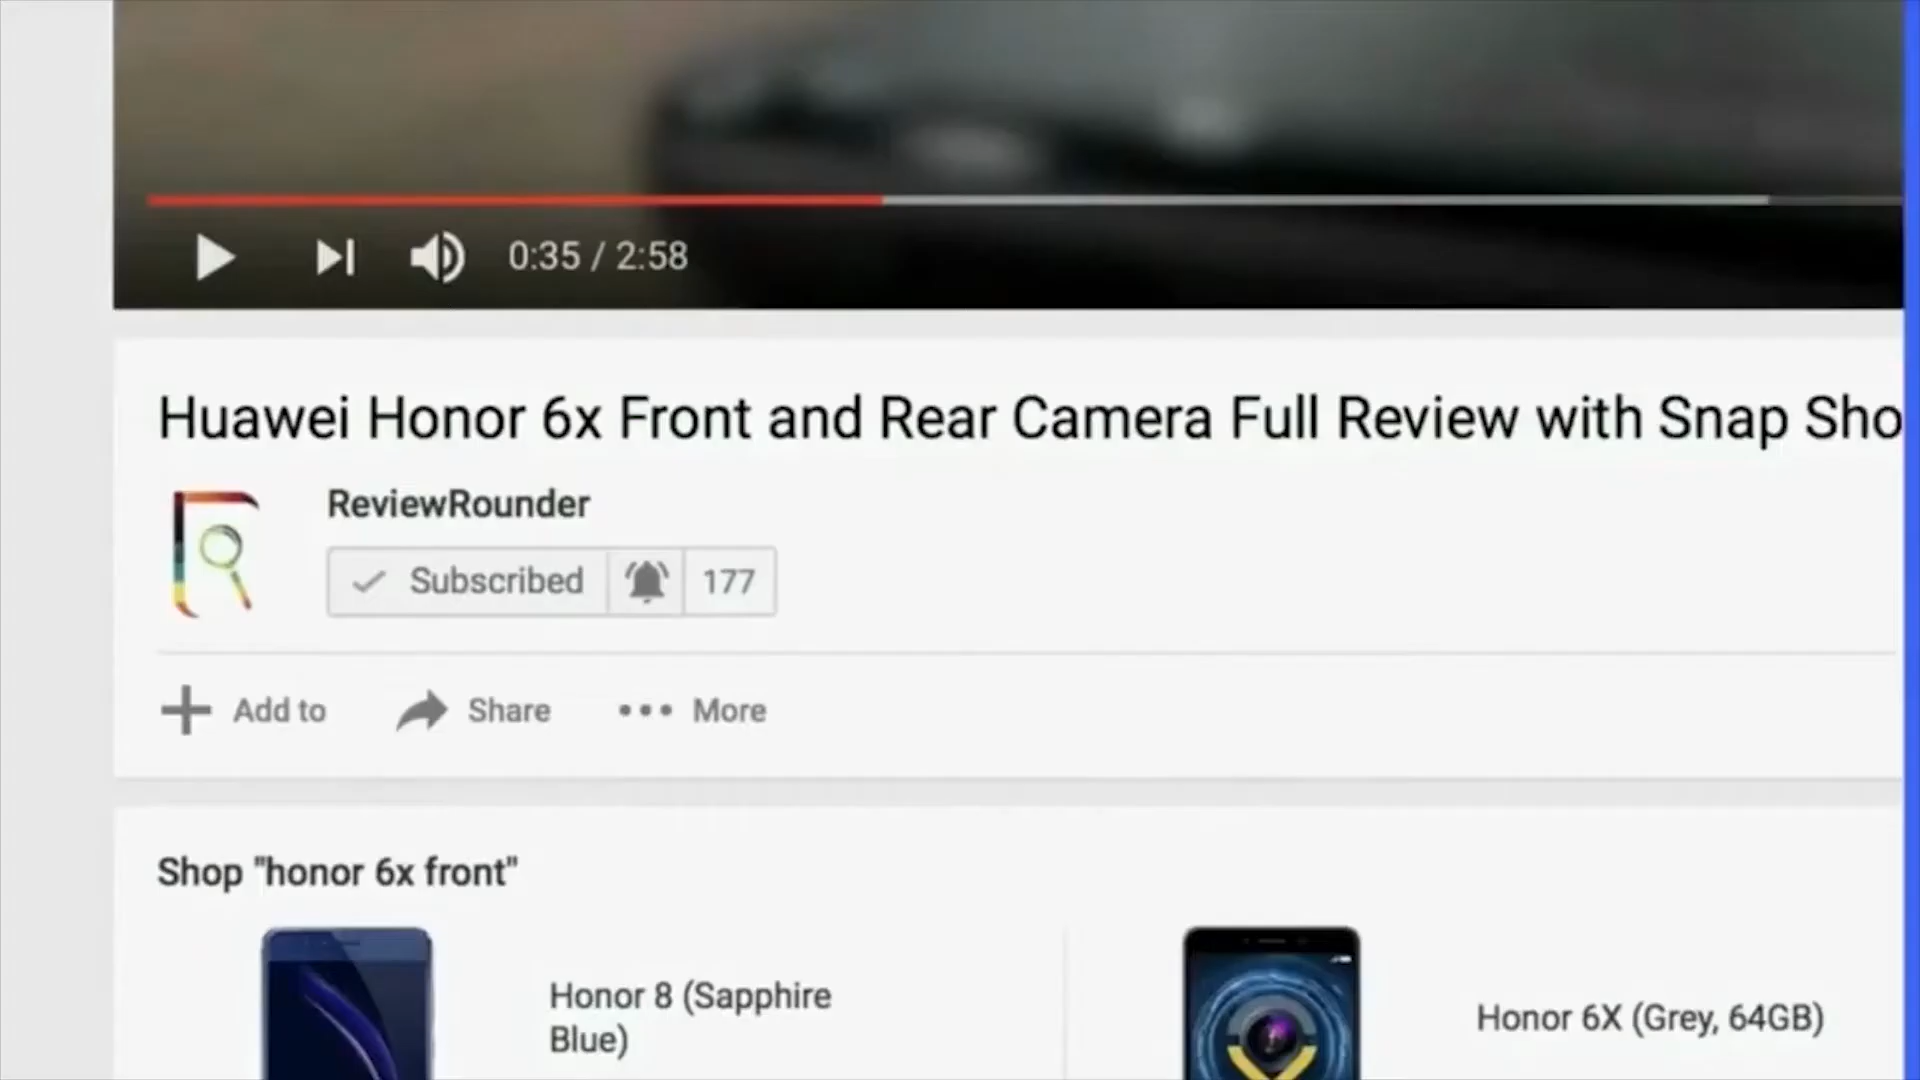 0:35 / 2:58
Huawei Honor 6x Front and Rear Camera Full Review with Snap Sho
ReviewRounder
Subscribed 177
Add to Share More
Shop "honor 6x front"
Honor 8 (Sapphire
Blue)
Honor 6X (Grey, 64GB)